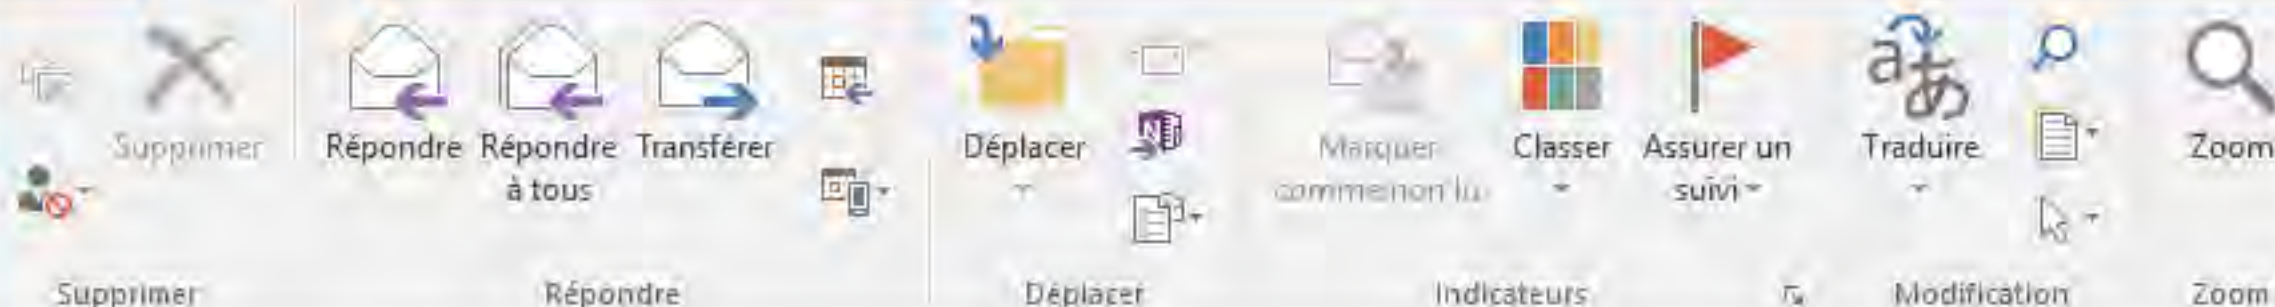 Supprimer
Répondre
Répondre
à tous
Transférer
Supprimer
Répondre
Déplacer
Déplacer
Marquer
comme non lu
Classer
Assurer un
suivi
Indicateurs
Traduire
Modification
Zoom
Zoom